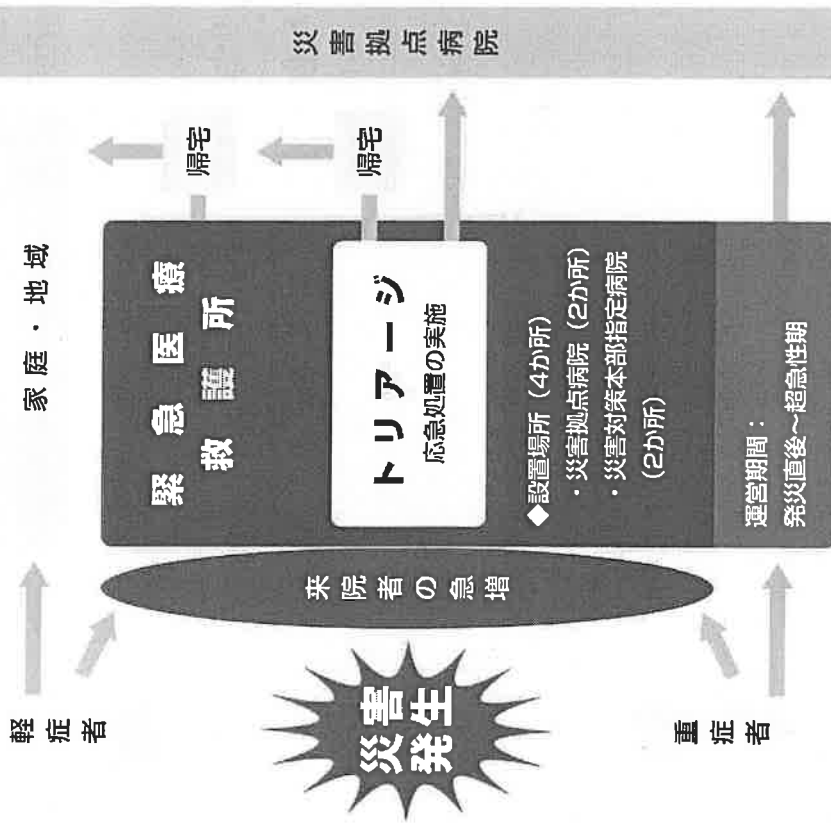 家庭・地域
軽症者
災害発生
重症者
来院者の急増
緊急医療
救護所
トリアージ
応急処置の実施
◆設置場所（4か所）
・災害拠点病院（2か所）
・災害対策本部指定病院
（2か所）
運営期間：
発災直後～超急性期
帰宅
帰宅
災害拠点病院